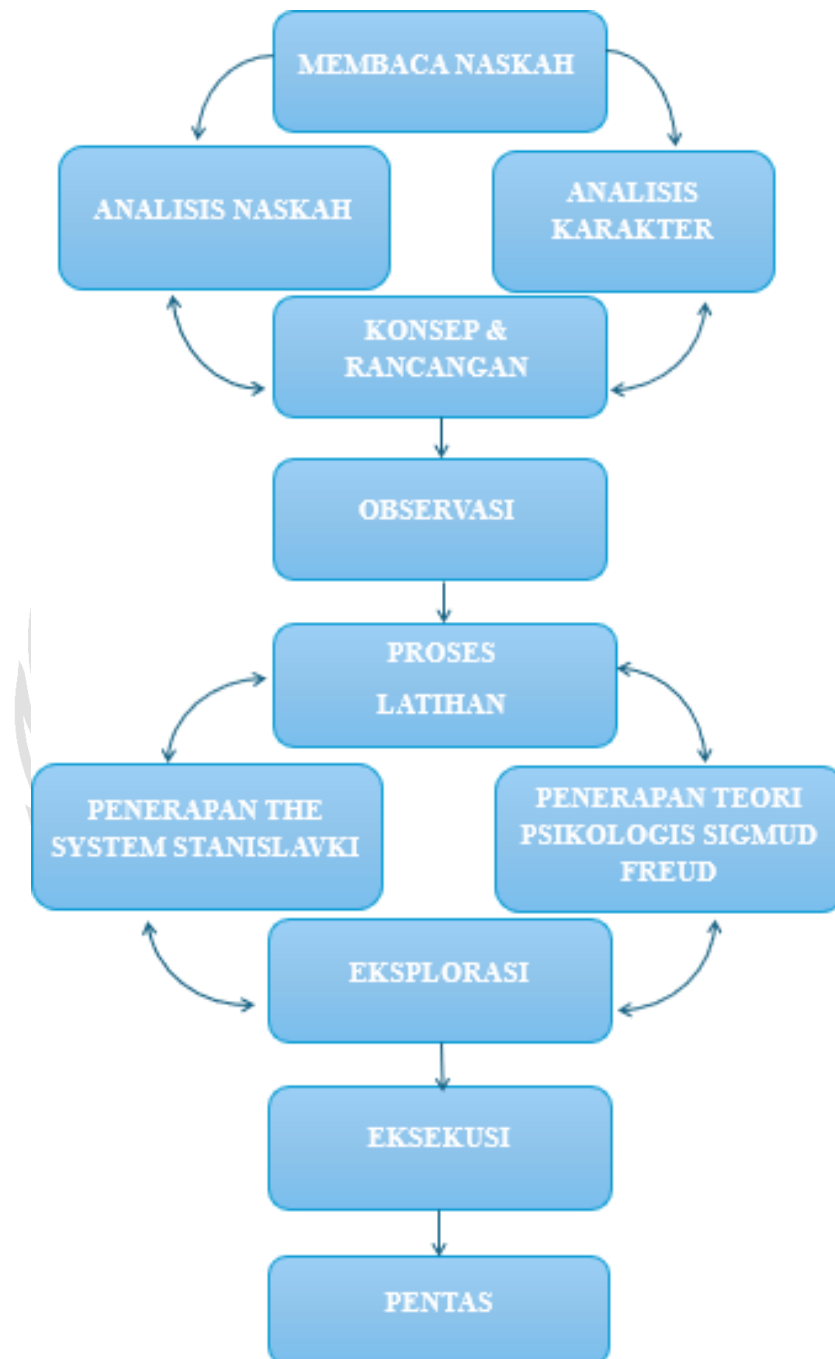 MEMBACA NASKAH
ANALISIS NASKAH
ANALISIS
KARAKTER
KONSEP &
RANCANGAN
OBSERVASI
PROSES
LATIHAN
PENERAPAN THE
SYSTEM STANISLAVKI
PENERAPAN TEORI
PSIKOLOGIS SIGMUD
FREUD
EKSPLORASI
EKSEKUSI
PENTAS